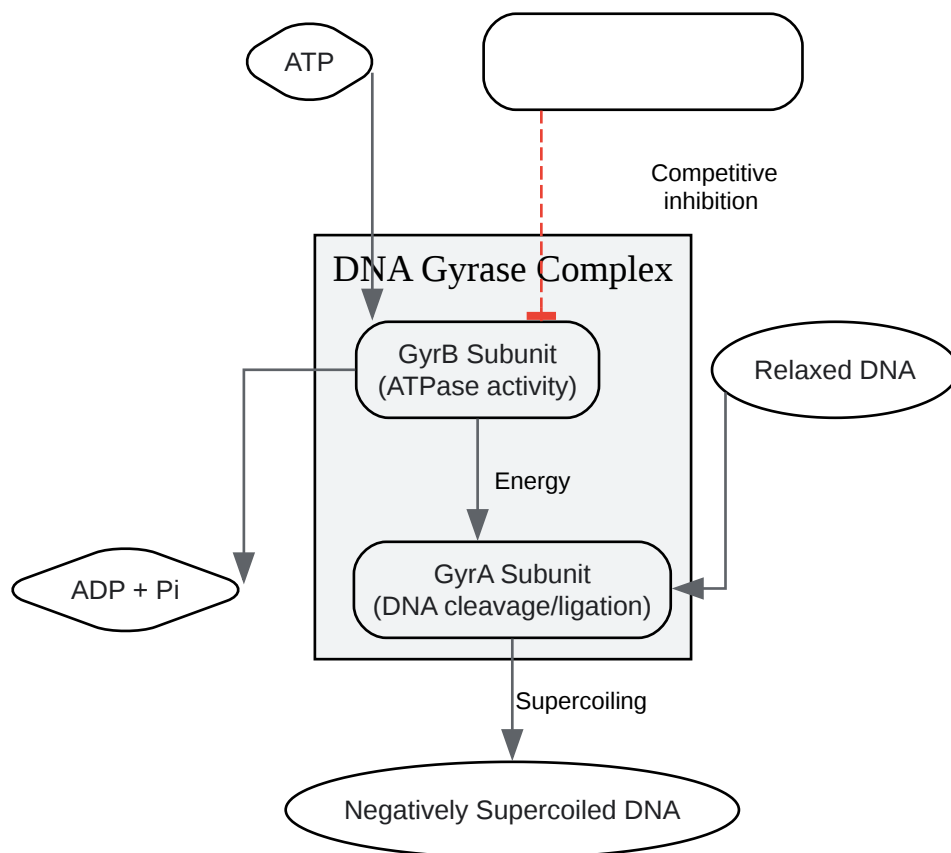 ATP
Competitive
inhibition
DNA Gyrase Complex
GyrB Subunit
(ATPase activity)
Relaxed DNA
Energy
ADP + Pi
GyrA Subunit
(DNA cleavage/ligation)
Supercoiling
Negatively Supercoiled DNA